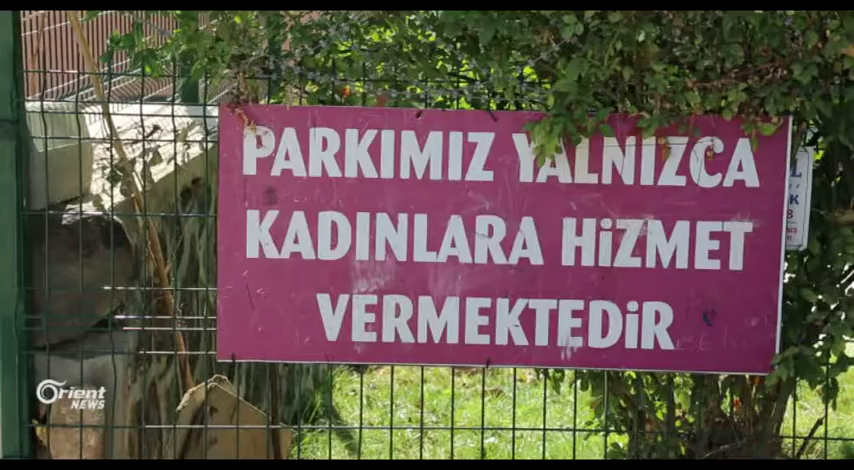 PARKIMIZ YALNIZCA
KADINLARA HiZMET
VERMEKTEDiR
Orient
NEWS